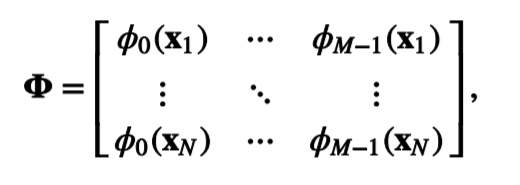 ϕ₀(𝐱₁) ⋯ ϕ_{M−1}(𝐱₁)
𝚽 = [ ⋮ ⋱ ⋮ ],
ϕ₀(𝐱_N) ⋯ ϕ_{M−1}(𝐱_N)